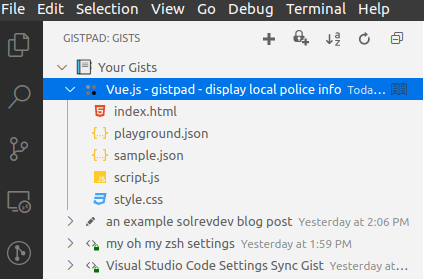 File Edit Selection View Go Debug Terminal Help
GISTPAD: GISTS
Your Gists
Vue.js - gistpad - display local police info Toda...
index.html
playground.json
sample.json
script.js
style.css
an example solrevdev blog post Yesterday at 2:06 PM
my oh my zsh settings Yesterday at 1:59 PM
Visual Studio Code Settings Sync Gist Yesterday at...